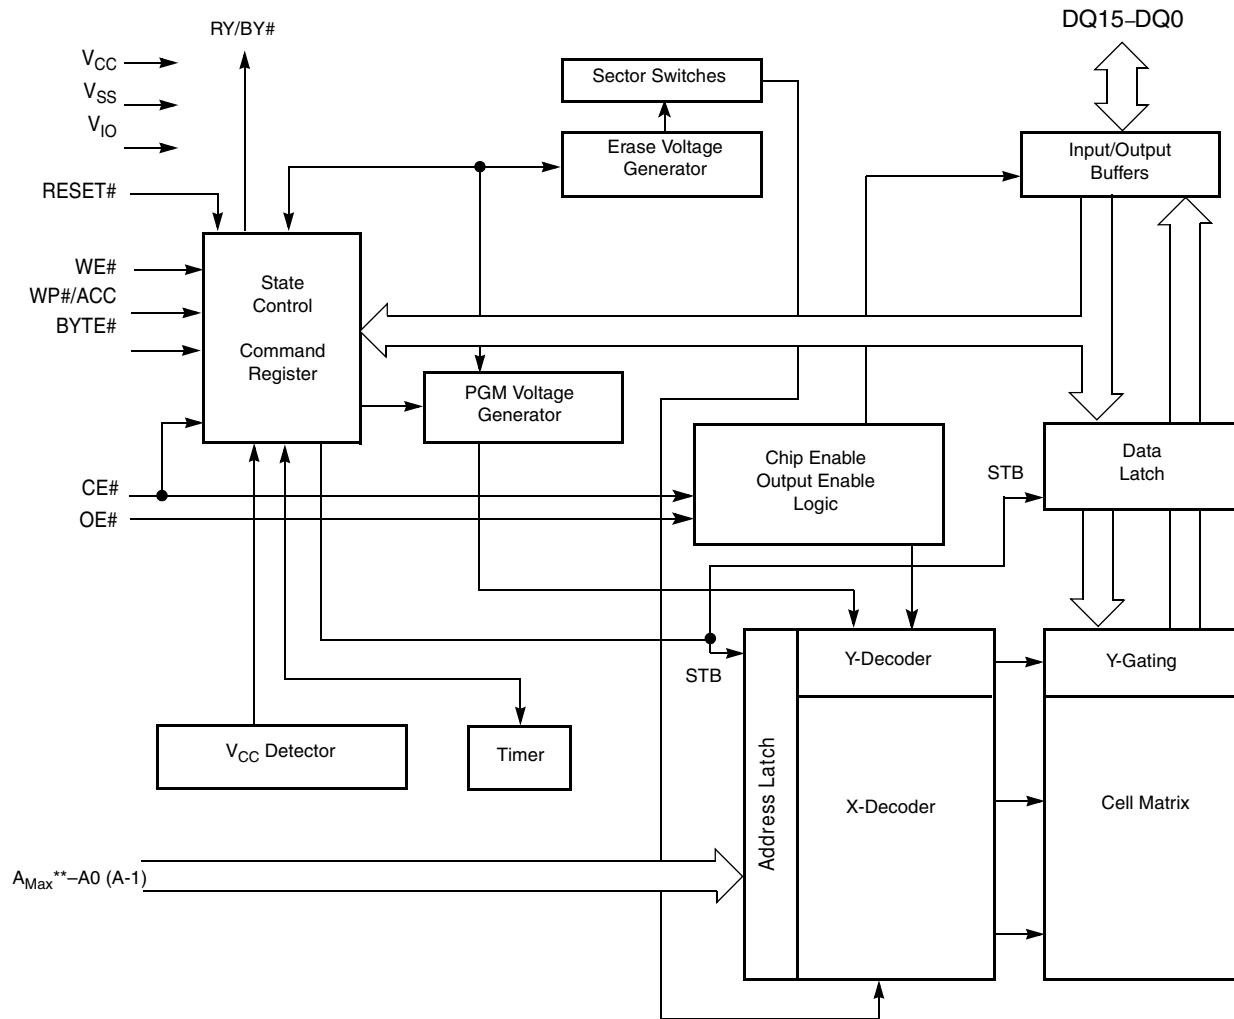 RY/BY#
DQ15–DQ0
VCC
VSS
VIO
RESET#
WE#
WP#/ACC
BYTE#
CE#
OE#
Sector Switches
Erase Voltage
Generator
Input/Output
Buffers
State
Control
Command
Register
PGM Voltage
Generator
Chip Enable
Output Enable
Logic
STB
Data
Latch
STB
Y-Decoder
Y-Gating
VCC Detector
Timer
Address Latch
X-Decoder
Cell Matrix
AMax**–A0 (A-1)